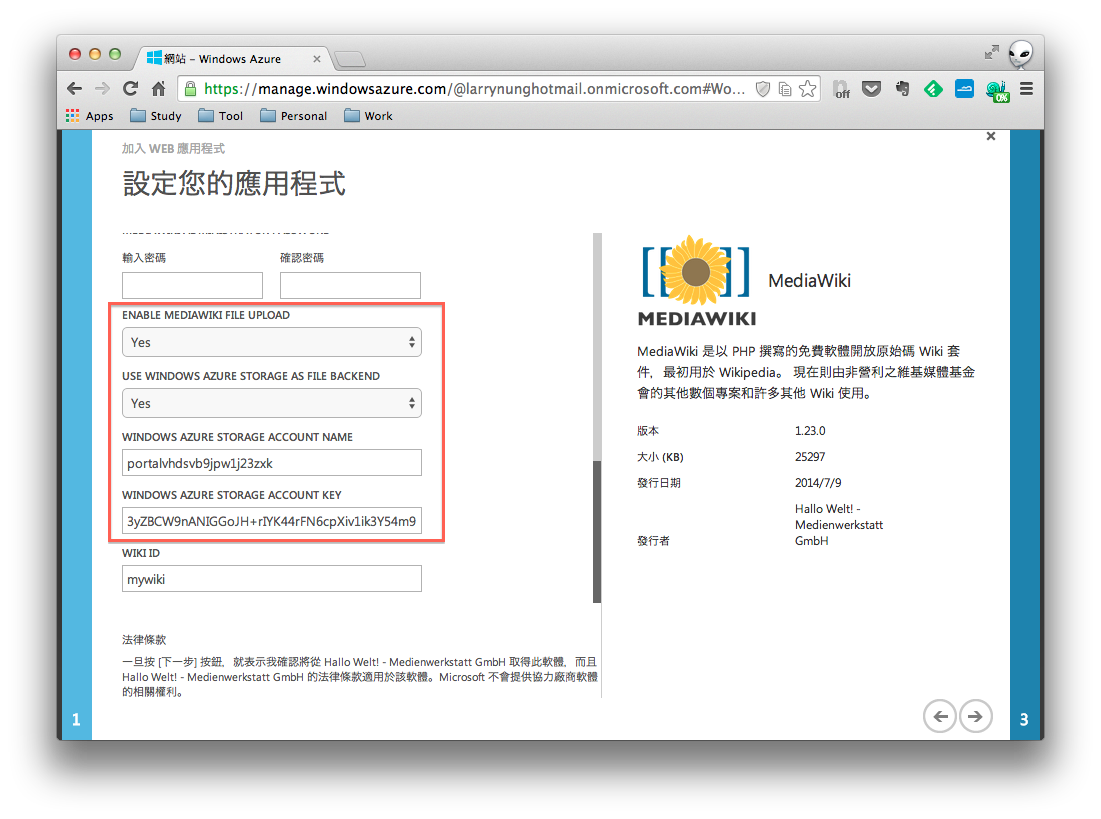 網站 – Windows Azure
https://manage.windowsazure.com/@larrynunghotmail.onmicrosoft.com#Wo...
off
0%
Apps
Study
Tool
Personal
Work
加入 WEB 應用程式
設定您的應用程式
輸入密碼 確認密碼
ENABLE MEDIAWIKI FILE UPLOAD
Yes
USE WINDOWS AZURE STORAGE AS FILE BACKEND
Yes
WINDOWS AZURE STORAGE ACCOUNT NAME
portalvhdsvb9jpw1j23zxk
WINDOWS AZURE STORAGE ACCOUNT KEY
3yZBCW9nANIGGoJH+rIYK44rFN6cpXiv1ik3Y54m9
WIKI ID
mywiki
法律條款
一旦按 [下一步] 按鈕，就表示我確認將從 Hallo Welt! - Medienwerkstatt GmbH 取得此軟體，而且
Hallo Welt! - Medienwerkstatt GmbH 的法律條款適用於該軟體。Microsoft 不會提供協力廠商軟體
的相關權利。
MEDIAWIKI
MediaWiki
MediaWiki 是以 PHP 撰寫的免費軟體開放原始碼 Wiki 套
件，最初用於 Wikipedia。 現在則由非營利之維基媒體基金
會的其他數個專案和許多其他 Wiki 使用。
版本 1.23.0
大小 (KB) 25297
發行日期 2014/7/9
發行者 Hallo Welt! -
Medienwerkstatt
GmbH
1
3